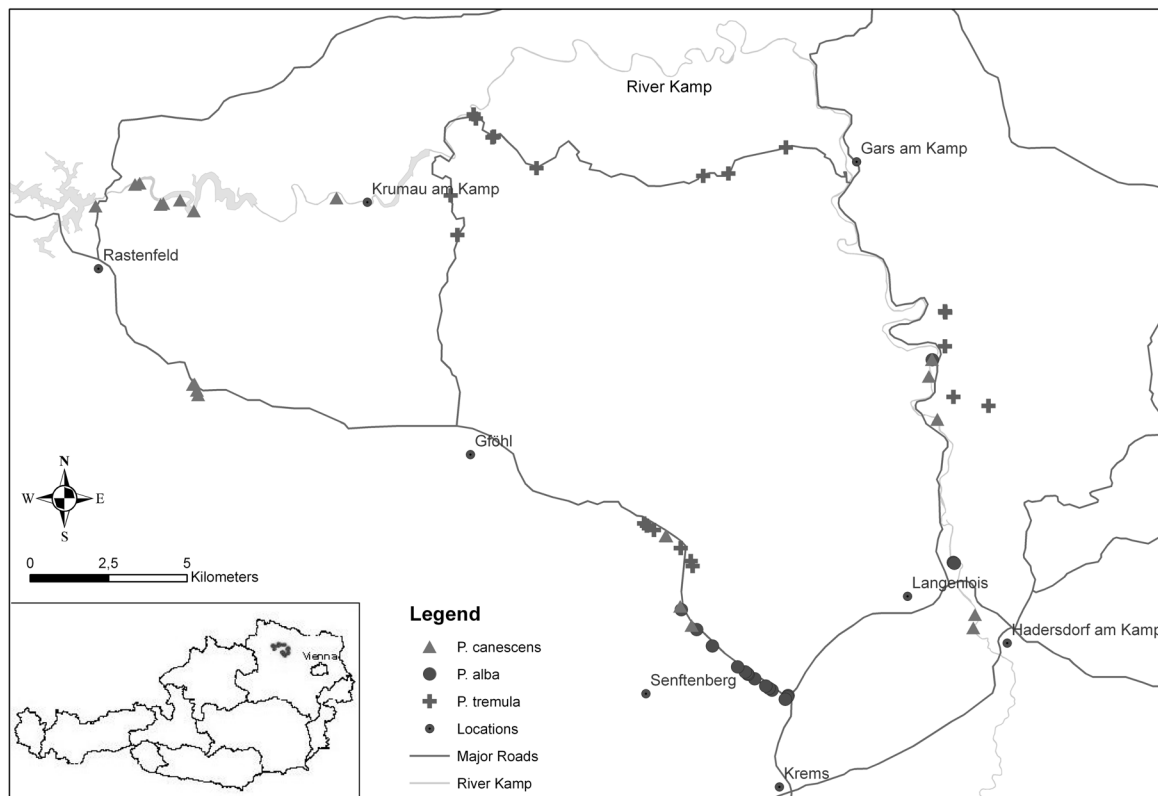 River Kamp
Gars am Kamp
Krumau am Kamp
Rastenfeld
Gföhl
N
W E
S
0 2,5 5
Kilometers
Langenlois
Hadersdorf am Kamp
Senftenberg
Krems
Vienna
Legend
P. canescens
P. alba
P. tremula
Locations
Major Roads
River Kamp